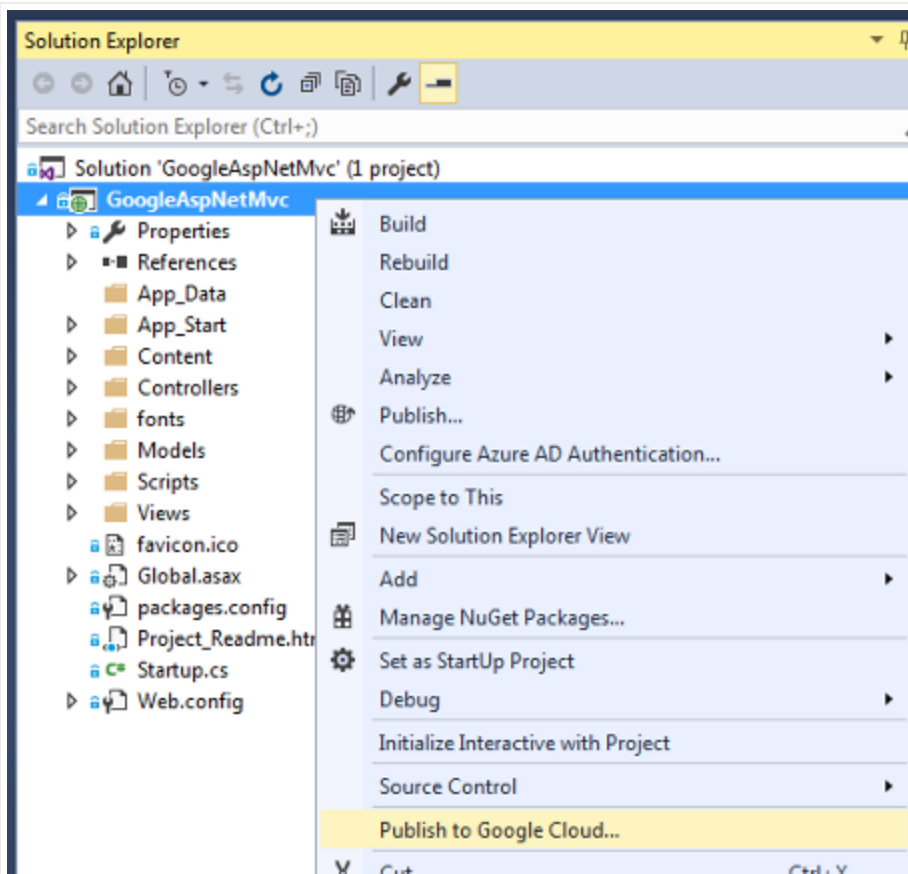 Solution Explorer
Search Solution Explorer (Ctrl+;)
Solution 'GoogleAspNetMvc' (1 project)
GoogleAspNetMvc
Properties
References
App_Data
App_Start
Content
Controllers
fonts
Models
Scripts
Views
favicon.ico
Global.asax
packages.config
Project_Readme.htr
C# Startup.cs
Web.config
Build
Rebuild
Clean
View
Analyze
Publish...
Configure Azure AD Authentication...
Scope to This
New Solution Explorer View
Add
Manage NuGet Packages...
Set as StartUp Project
Debug
Initialize Interactive with Project
Source Control
Publish to Google Cloud...
Cut Ctrl+X